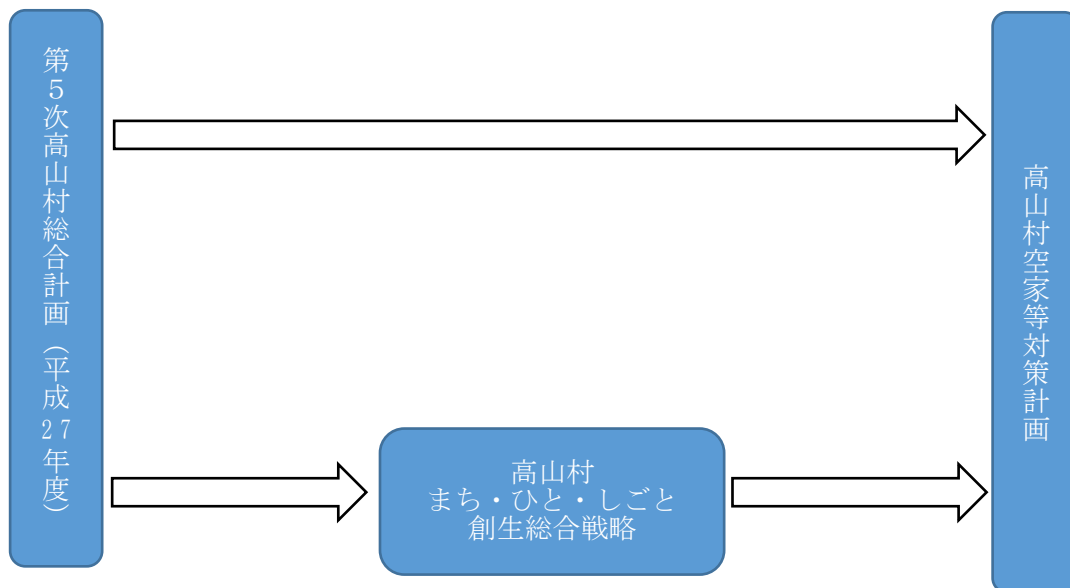 第５次高山村総合計画（平成27年度）
高山村
まち・ひと・しごと
創生総合戦略
高山村空家等対策計画